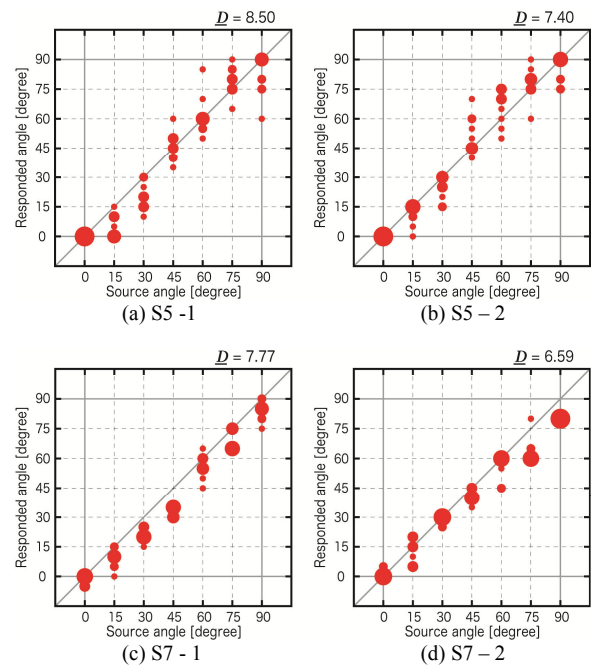 D = 8.50
D = 7.40
Responded angle [degree]
90
75
60
45
30
15
0
0 15 30 45 60 75 90
Source angle [degree]
(a) S5 -1
Responded angle [degree]
90
75
60
45
30
15
0
0 15 30 45 60 75 90
Source angle [degree]
(b) S5 – 2
D = 7.77
D = 6.59
Responded angle [degree]
90
75
60
45
30
15
0
0 15 30 45 60 75 90
Source angle [degree]
(c) S7 - 1
Responded angle [degree]
90
75
60
45
30
15
0
0 15 30 45 60 75 90
Source angle [degree]
(d) S7 – 2